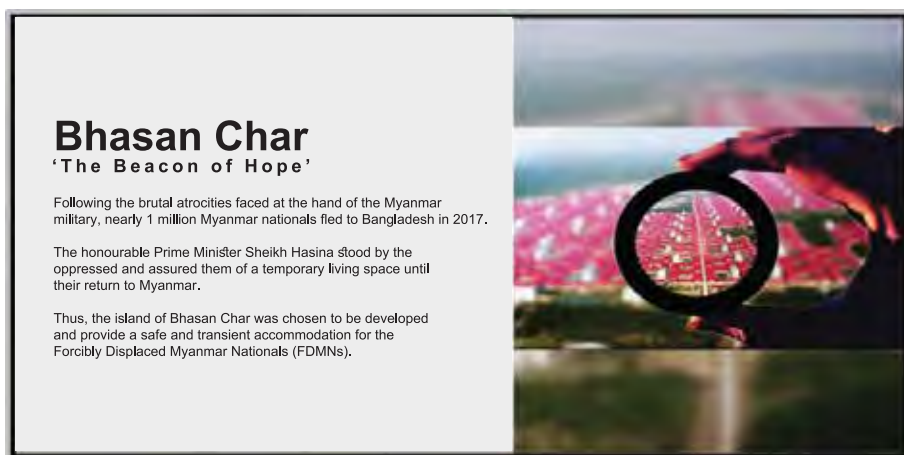 Bhasan Char
‘The Beacon of Hope’
Following the brutal atrocities faced at the hand of the Myanmar
military, nearly 1 million Myanmar nationals fled to Bangladesh in 2017.
The honourable Prime Minister Sheikh Hasina stood by the
oppressed and assured them of a temporary living space until
their return to Myanmar.
Thus, the island of Bhasan Char was chosen to be developed
and provide a safe and transient accommodation for the
Forcibly Displaced Myanmar Nationals (FDMNs).